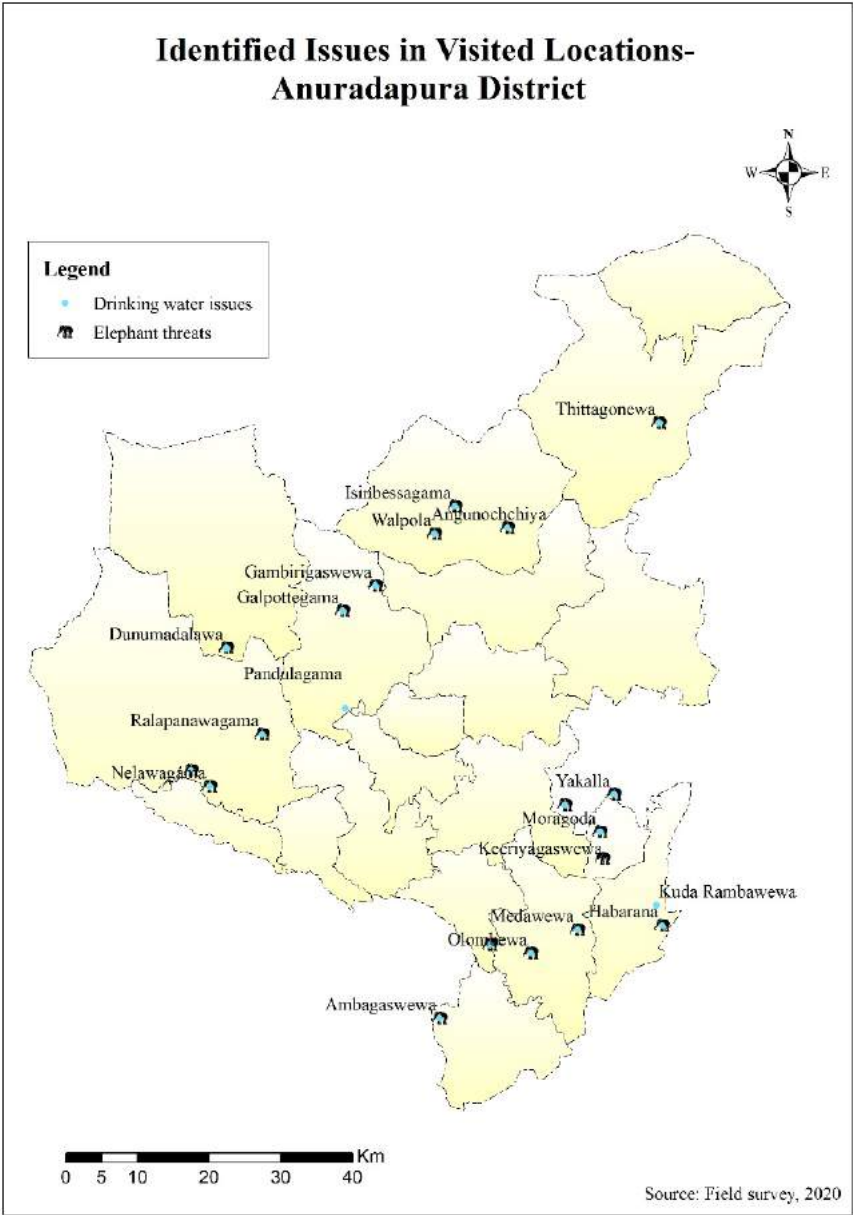 Identified Issues in Visited Locations-
Anuradapura District
N
W
E
S
Legend
Drinking water issues
Elephant threats
Thittagonewa
Isinbessagama
Angunochchiya
Walpola
Gambirigaswewa
Galpottegama
Dunumadalawa
Pandulagama
Ralapanawagama
Nelawagama
Yakalla
Moragoda
Keeriyagaswewa
Kuda Rambawewa
Habarana
Medawewa
Olombewa
Ambagaswewa
Km
0 5 10 20 30 40
Source: Field survey, 2020